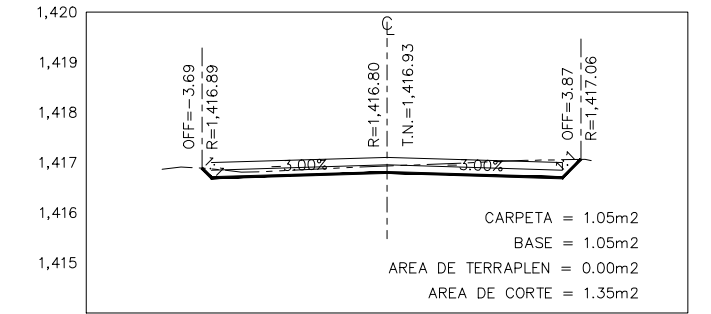 1,420
1,419
1,418
1,417
1,416
1,415
OFF=-3.69
R=1,416.89
℄
R=1,416.80
T.N.=1,416.93
OFF=3.87
R=1,417.06
-3.00%
-3.00%
CARPETA = 1.05m2
BASE = 1.05m2
AREA DE TERRAPLEN = 0.00m2
AREA DE CORTE = 1.35m2